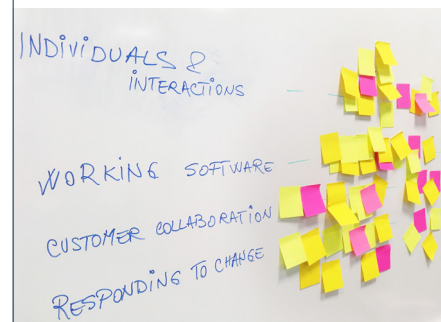 INDIVIDUALS &
INTERACTIONS
WORKING SOFTWARE
CUSTOMER COLLABORATION
RESPONDING TO CHANGE